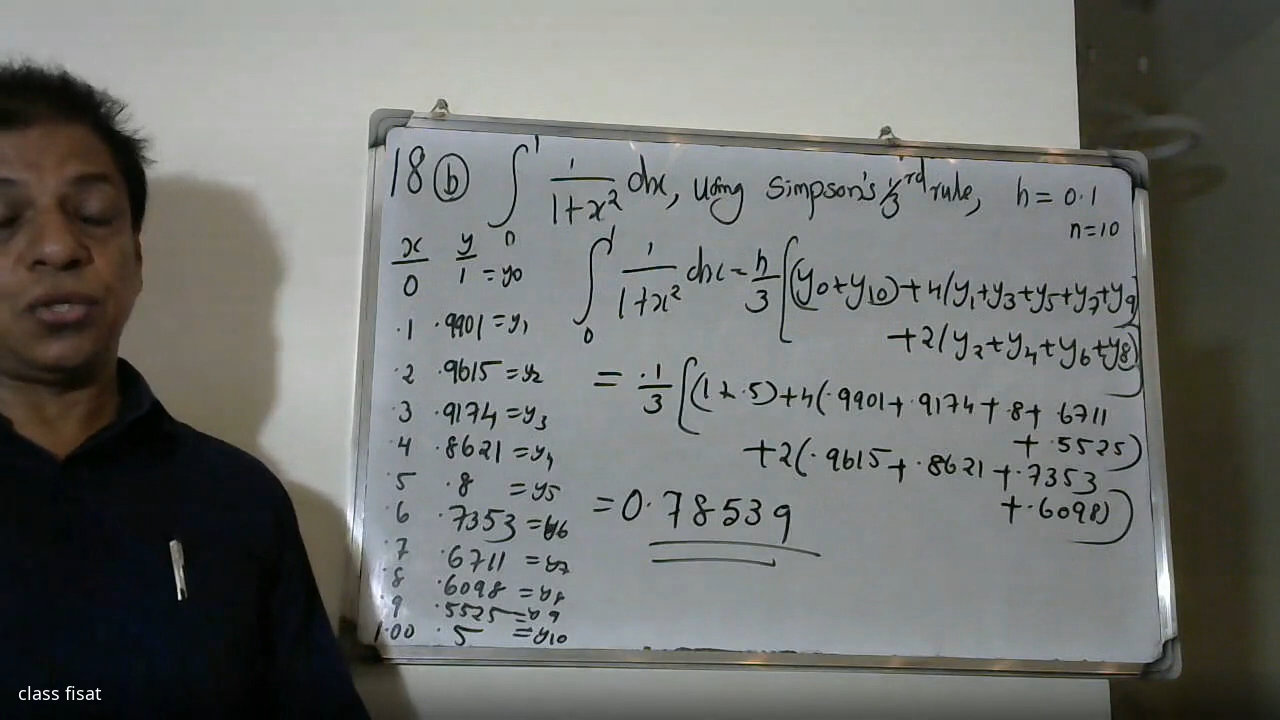 18 (b) ∫₀¹ 1/(1+x²) dx, Using Simpson's 1/3 rd rule, h = 0.1
n=10
x y
0 1 = y0
.1 .9901 = y1
.2 .9615 = y2
.3 .9174 = y3
.4 .8621 = y4
.5 .8 = y5
.6 .7353 = y6
.7 .6711 = y7
.8 .6098 = y8
.9 .5525 = y9
1.00 .5 = y10
∫₀¹ 1/(1+x²) dx = h/3 [(y0+y10)+4(y1+y3+y5+y7+y9)
+2(y2+y4+y6+y8)]
= .1/3 [(1+.5)+4(.9901+.9174+.8+.6711
+.5525)
+2(.9615+.8621+.7353
+.6098)]
=0.78539
class fisat